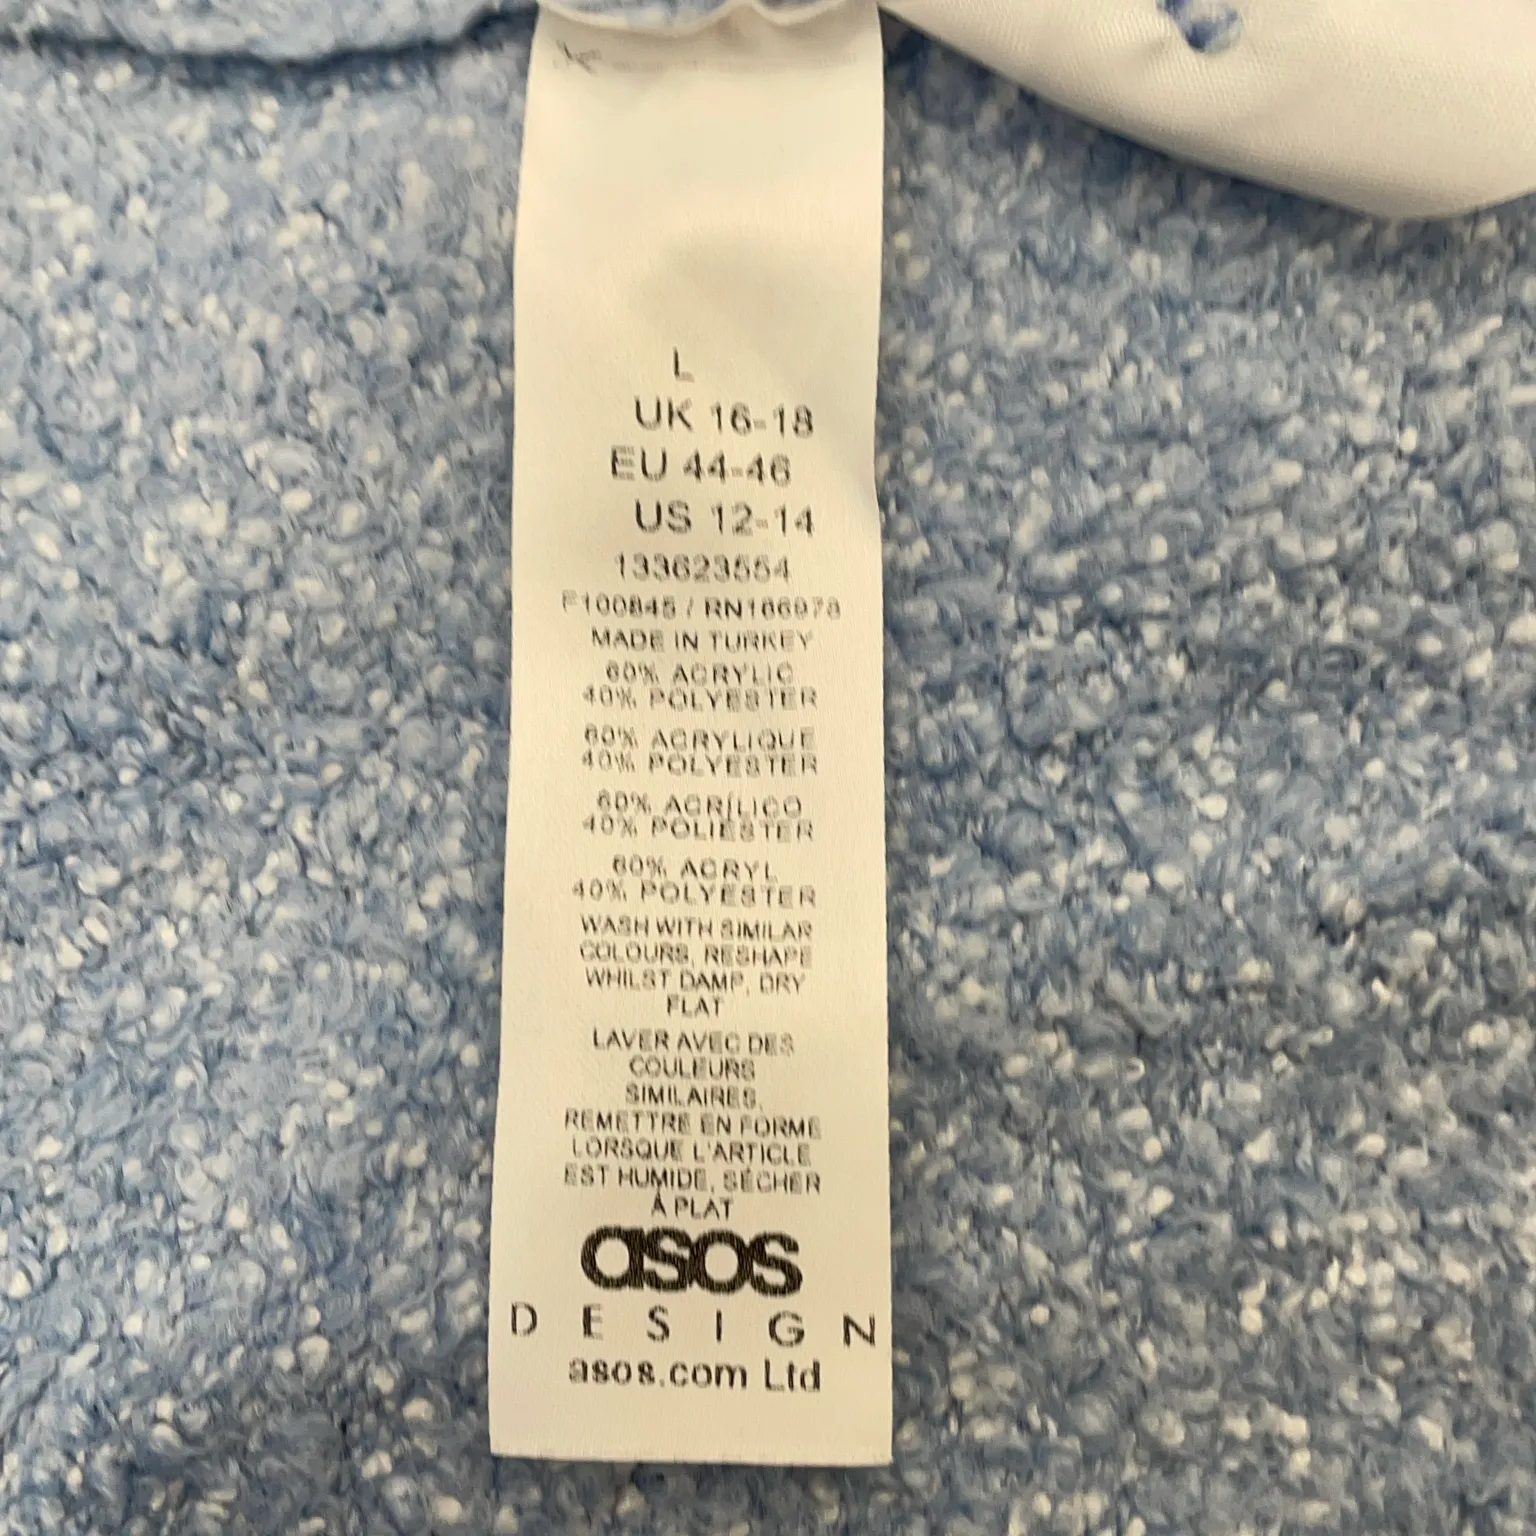 L
UK 16-18
EU 44-46
US 12-14
133623554
F100845 / RN166978
MADE IN TURKEY
60% ACRYLIC
40% POLYESTER
60% ACRYLIQUE
40% POLYESTER
60% ACRÍLICO
40% POLIÉSTER
60% ACRYL
40% POLYESTER
WASH WITH SIMILAR
COLOURS, RESHAPE
WHILST DAMP, DRY
FLAT
LAVER AVEC DES
COULEURS
SIMILAIRES,
REMETTRE EN FORME
LORSQUE L'ARTICLE
EST HUMIDE, SÉCHER
À PLAT
asos
DESIGN
asos.com Ltd